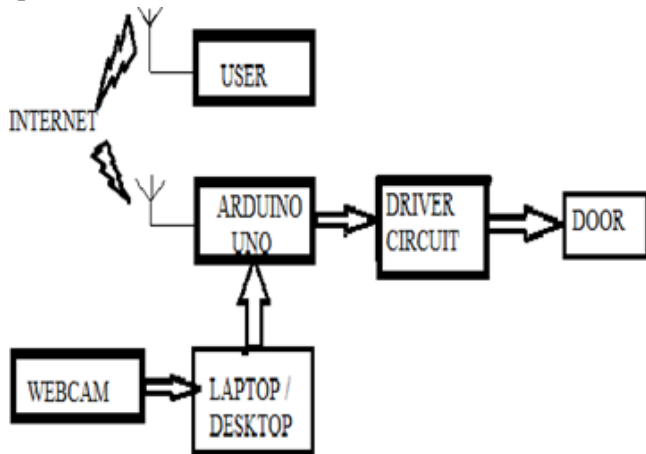 USER
INTERNET
ARDUINO
UNO
DRIVER
CIRCUIT
DOOR
WEBCAM
LAPTOP /
DESKTOP